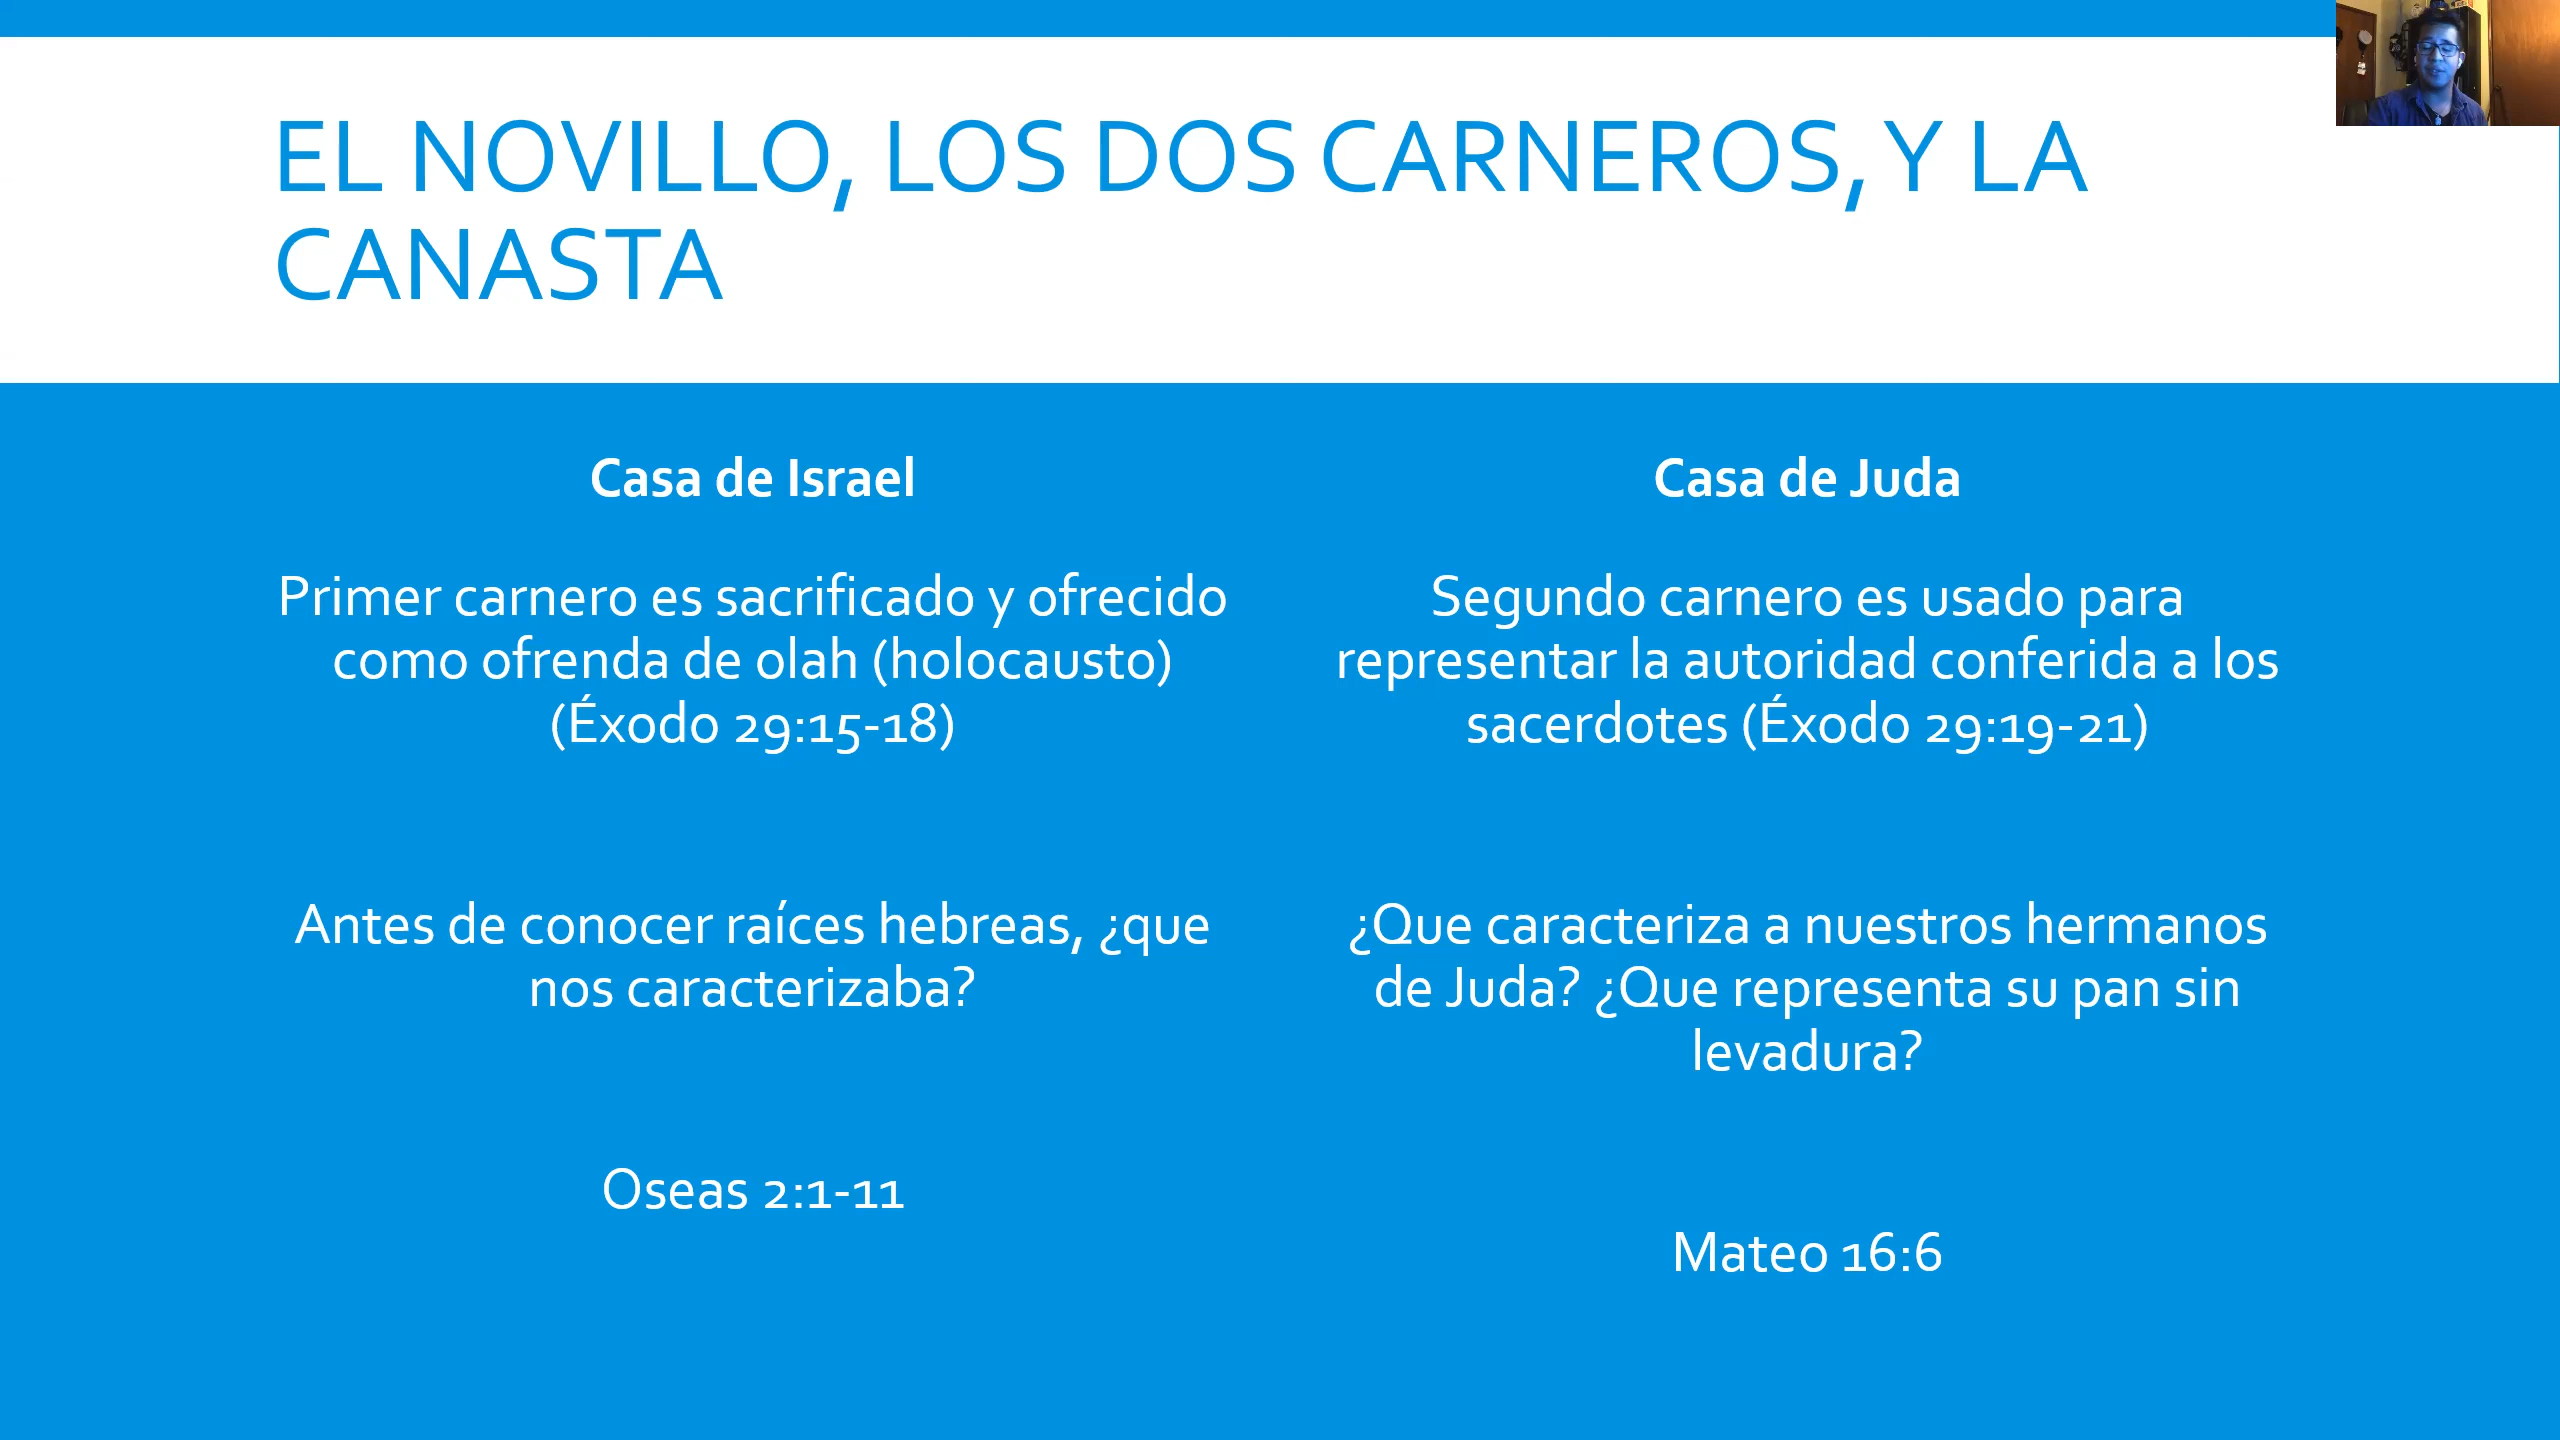 EL NOVILLO, LOS DOS CARNEROS, Y LA
CANASTA
Casa de Israel
Primer carnero es sacrificado y ofrecido
como ofrenda de olah (holocausto)
(Éxodo 29:15-18)
Antes de conocer raíces hebreas, ¿que
nos caracterizaba?
Oseas 2:1-11
Casa de Juda
Segundo carnero es usado para
representar la autoridad conferida a los
sacerdotes (Éxodo 29:19-21)
¿Que caracteriza a nuestros hermanos
de Juda? ¿Que representa su pan sin
levadura?
Mateo 16:6